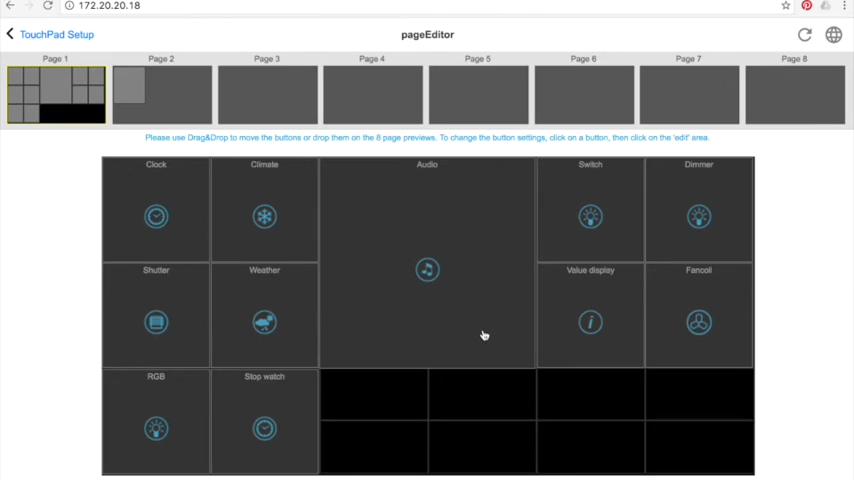 172.20.20.18
TouchPad Setup
pageEditor
Page 1
Page 2
Page 3
Page 4
Page 5
Page 6
Page 7
Page 8
Please use Drag&Drop to move the buttons or drop them on the 8 page previews. To change the button settings, click on a button, then click on the 'edit' area.
Clock
Climate
Audio
Switch
Dimmer
Shutter
Weather
Value display
Fancoil
RGB
Stop watch